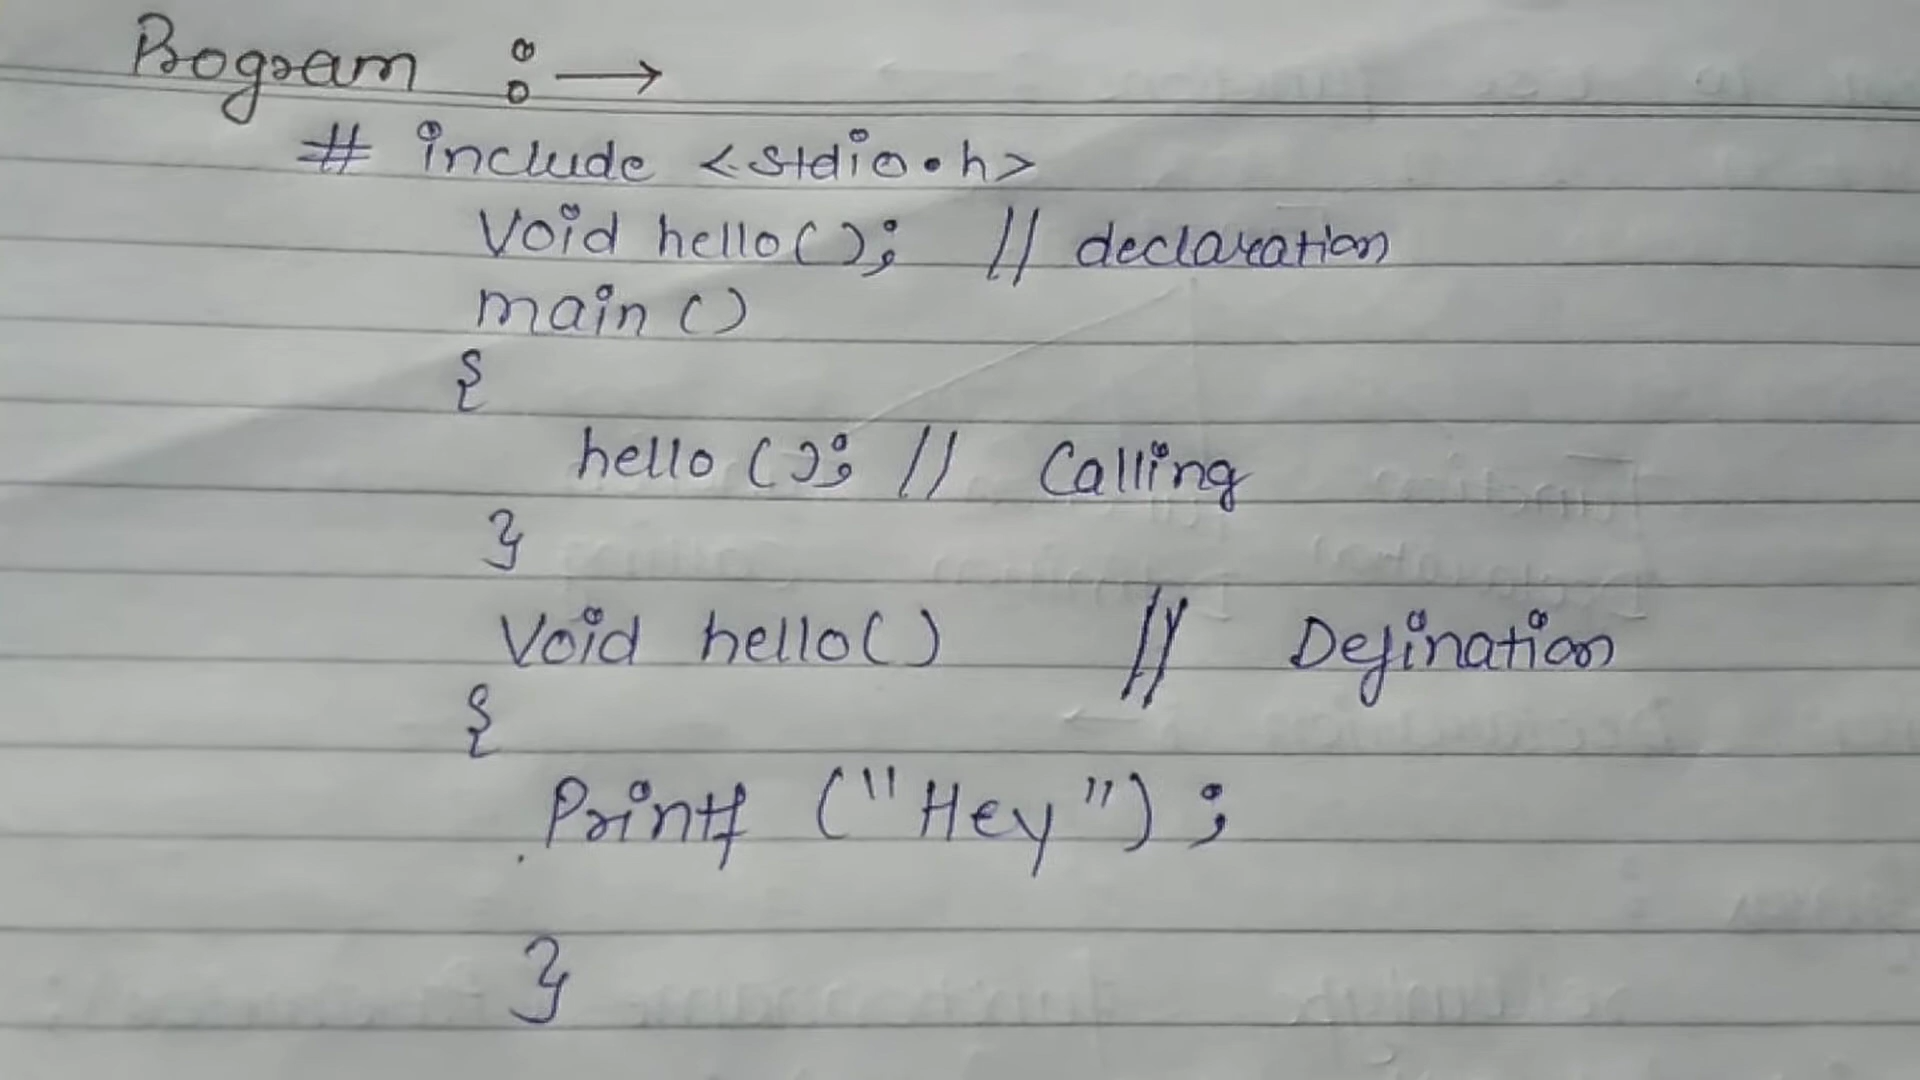 Program :→
# include <stdio.h>
Void hello(); // declaration
main ()
{
hello (); // Calling
}
Void hello() // Defination
{
Printf ("Hey");
}